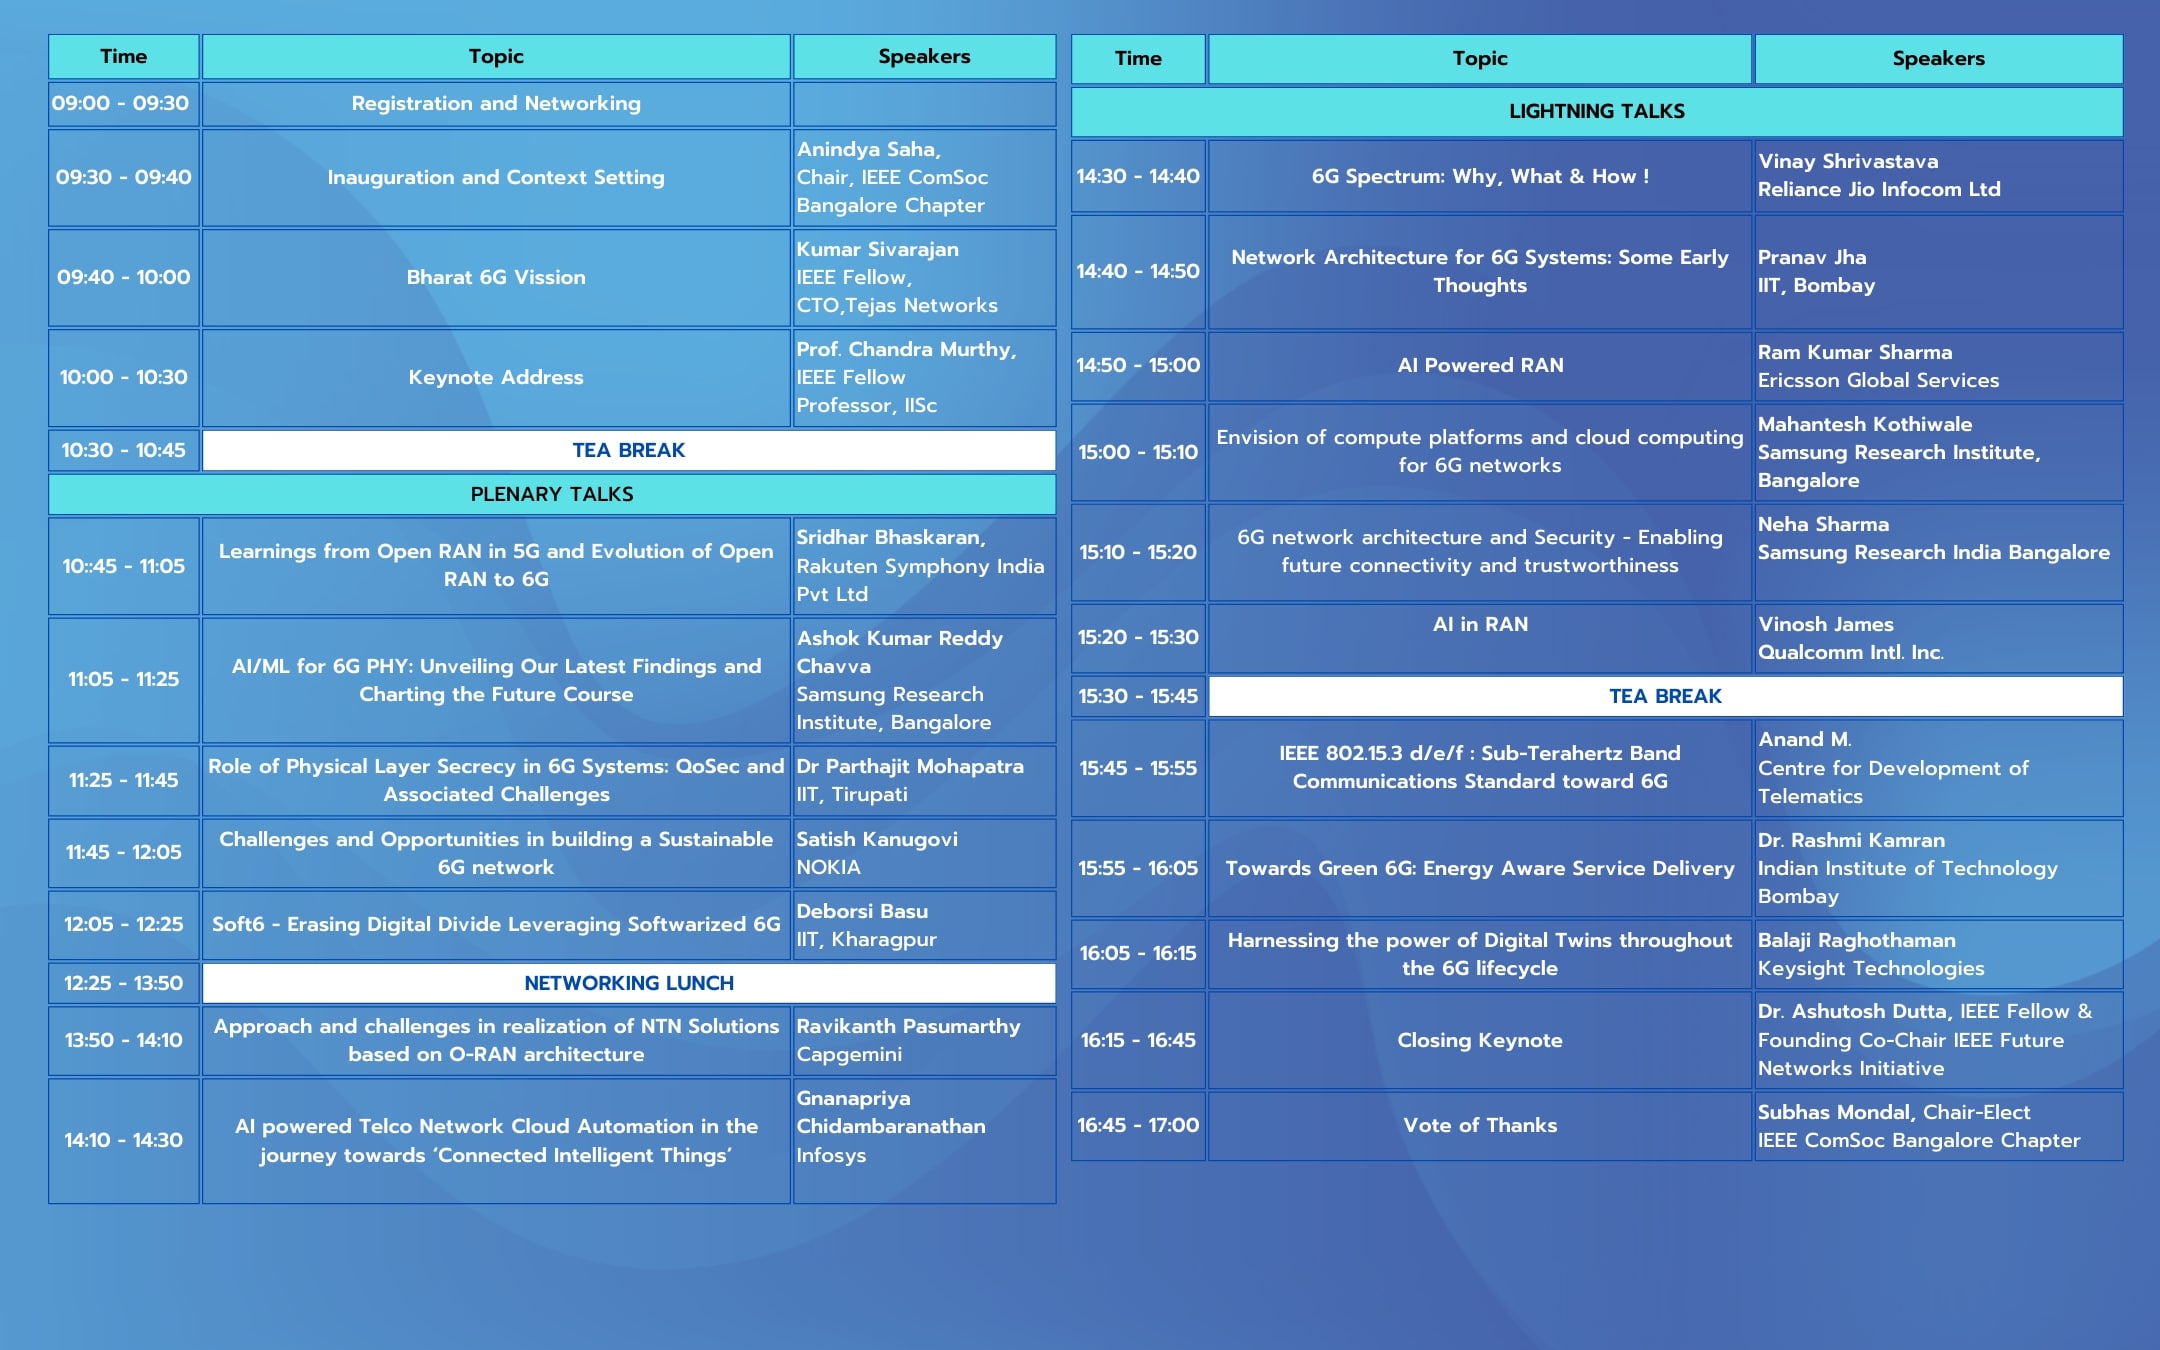 Time Topic Speakers
09:00 - 09:30 Registration and Networking
Anindya Saha,
09:30 - 09:40 Inauguration and Context Setting Chair, IEEE ComSoc
Bangalore Chapter
Kumar Sivarajan
09:40 - 10:00 Bharat 6G Vission IEEE Fellow,
CTO,Tejas Networks
Prof. Chandra Murthy,
10:00 - 10:30 Keynote Address IEEE Fellow
Professor, IISc
10:30 - 10:45 TEA BREAK
PLENARY TALKS
10::45 - 11:05
Learnings from Open RAN in 5G and Evolution of Open
RAN to 6G
Sridhar Bhaskaran,
Rakuten Symphony India
Pvt Ltd
11:05 - 11:25
AI/ML for 6G PHY: Unveiling Our Latest Findings and
Charting the Future Course
Ashok Kumar Reddy
Chavva
Samsung Research
Institute, Bangalore
11:25 - 11:45
Role of Physical Layer Secrecy in 6G Systems: QoSec and
Associated Challenges
Dr Parthajit Mohapatra
IIT, Tirupati
11:45 - 12:05
Challenges and Opportunities in building a Sustainable
6G network
Satish Kanugovi
NOKIA
12:05 - 12:25
Soft6 - Erasing Digital Divide Leveraging Softwarized 6G
Deborsi Basu
IIT, Kharagpur
12:25 - 13:50 NETWORKING LUNCH
13:50 - 14:10
Approach and challenges in realization of NTN Solutions
based on O-RAN architecture
Ravikanth Pasumarthy
Capgemini
14:10 - 14:30
AI powered Telco Network Cloud Automation in the
journey towards ‘Connected Intelligent Things’
Gnanapriya
Chidambaranathan
Infosys
Time Topic Speakers
LIGHTNING TALKS
14:30 - 14:40
6G Spectrum: Why, What & How !
Vinay Shrivastava
Reliance Jio Infocom Ltd
14:40 - 14:50
Network Architecture for 6G Systems: Some Early
Thoughts
Pranav Jha
IIT, Bombay
14:50 - 15:00
AI Powered RAN
Ram Kumar Sharma
Ericsson Global Services
15:00 - 15:10
Envision of compute platforms and cloud computing
for 6G networks
Mahantesh Kothiwale
Samsung Research Institute,
Bangalore
15:10 - 15:20
6G network architecture and Security - Enabling
future connectivity and trustworthiness
Neha Sharma
Samsung Research India Bangalore
15:20 - 15:30
AI in RAN
Vinosh James
Qualcomm Intl. Inc.
15:30 - 15:45 TEA BREAK
15:45 - 15:55
IEEE 802.15.3 d/e/f : Sub-Terahertz Band
Communications Standard toward 6G
Anand M.
Centre for Development of
Telematics
15:55 - 16:05
Towards Green 6G: Energy Aware Service Delivery
Dr. Rashmi Kamran
Indian Institute of Technology
Bombay
16:05 - 16:15
Harnessing the power of Digital Twins throughout
the 6G lifecycle
Balaji Raghothaman
Keysight Technologies
16:15 - 16:45
Closing Keynote
Dr. Ashutosh Dutta, IEEE Fellow &
Founding Co-Chair IEEE Future
Networks Initiative
16:45 - 17:00
Vote of Thanks
Subhas Mondal, Chair-Elect
IEEE ComSoc Bangalore Chapter